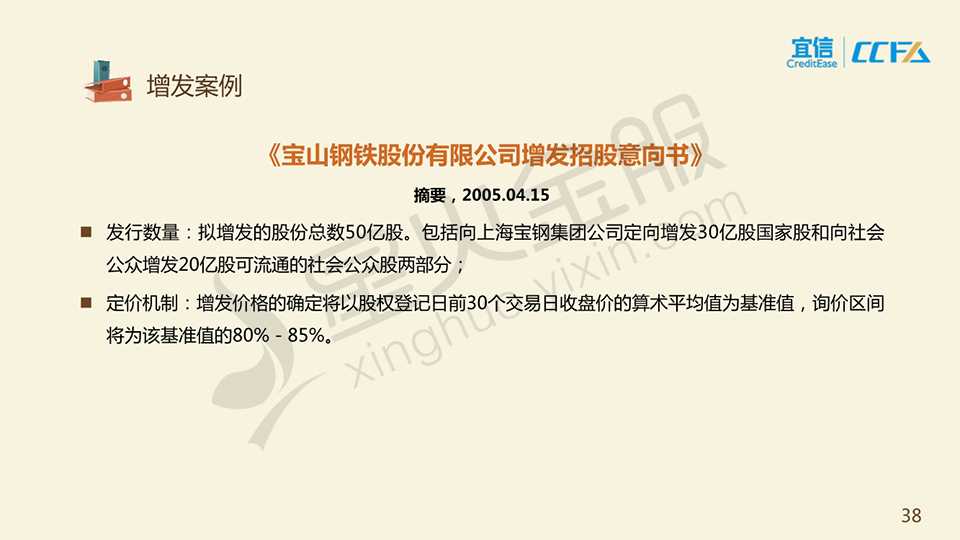 宜信
CreditEase
CCFA
增发案例
《宝山钢铁股份有限公司增发招股意向书》
摘要，2005.04.15
■ 发行数量：拟增发的股份总数50亿股。包括向上海宝钢集团公司定向增发30亿股国家股和向社会
公众增发20亿股可流通的社会公众股两部分；
■ 定价机制：增发价格的确定将以股权登记日前30个交易日收盘价的算术平均值为基准值，询价区间
将为该基准值的80% - 85%。
星火金服
xinghuo.yixin.com
38